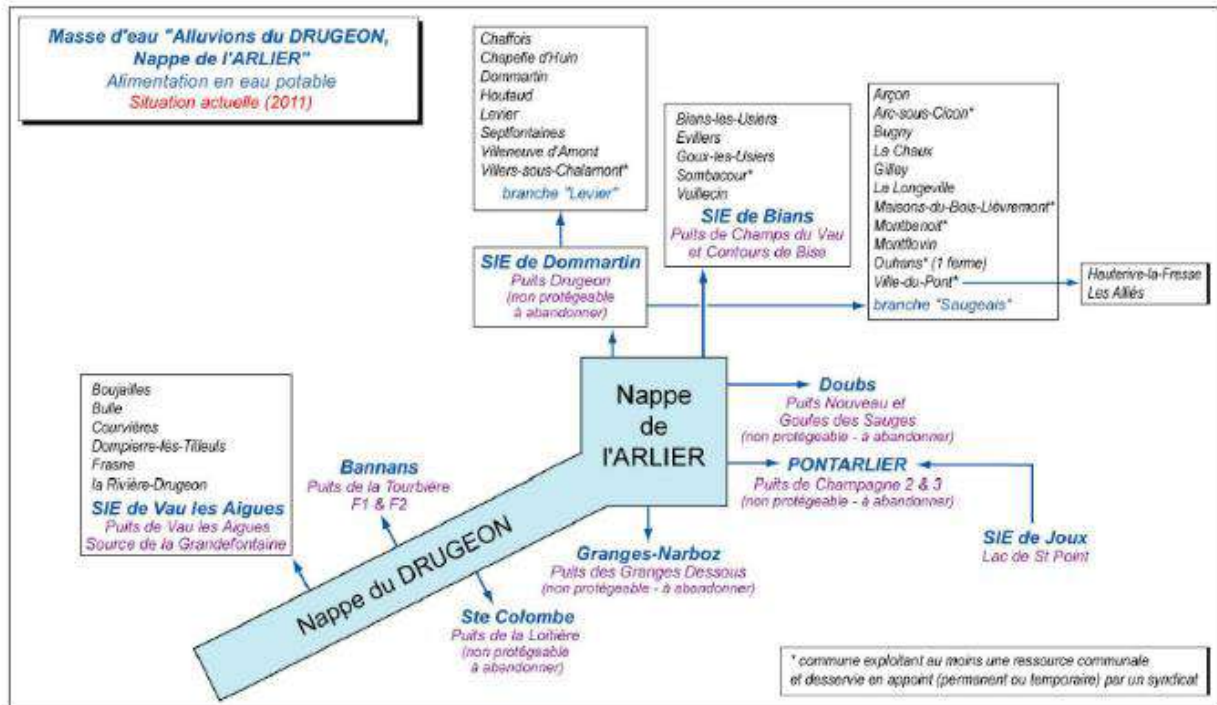 Masse d'eau "Alluvions du DRUGEON,
Nappe de l'ARLIER"
Alimentation en eau potable
Situation actuelle (2011)
Chaffois
Chapelle d'Huin
Dommartin
Houtaud
Levier
Septfontaines
Villeneuve d'Amont
Villers-sous-Chalamont*
branche "Levier"
Bians-les-Usiers
Evillers
Goux-les-Usiers
Sombacour*
Vuillecin
SIE de Bians
Puits de Champs du Vau
et Contours de Bise
Arçon
Arc-sous-Cicon*
Bugny
La Chaux
Gilley
La Longeville
Maisons-du-Bois-Lièvremont*
Montbenoit*
Montflovin
Ouhans* (1 ferme)
Ville-du-Pont*
branche "Saugeais"
Hauterive-la-Fresse
Les Alliés
SIE de Dommartin
Puits Drugeon
(non protégeable
à abandonner)
Nappe
de
l'ARLIER
Doubs
Puits Nouveau et
Goufes des Sauges
(non protégeable - à abandonner)
PONTARLIER
Puits de Champagne 2 & 3
(non protégeable - à abandonner)
SIE de Joux
Lac de St Point
Boujailles
Bulle
Courvières
Dompierre-lès-Tilleuls
Frasne
la Rivière-Drugeon
SIE de Vau les Aigues
Puits de Vau les Aigues
Source de la Grandefontaine
Bannans
Puits de la Tourbière
F1 & F2
Nappe du DRUGEON
Granges-Narboz
Puits des Granges Dessous
(non protégeable - à abandonner)
Ste Colombe
Puits de la Loitière
(non protégeable
à abandonner)
* commune exploitant au moins une ressource communale
et desservie en appoint (permanent ou temporaire) par un syndicat